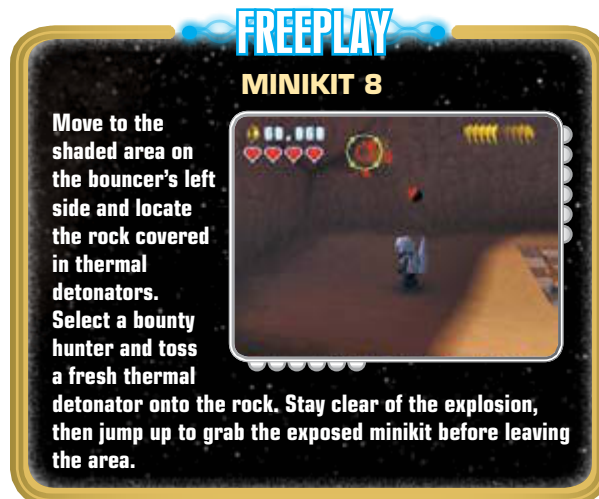 FREEPLAY
MINIKIT 8
Move to the
shaded area on
the bouncer's left
side and locate
the rock covered
in thermal
detonators.
Select a bounty
hunter and toss
a fresh thermal
detonator onto the rock. Stay clear of the explosion,
then jump up to grab the exposed minikit before leaving
the area.